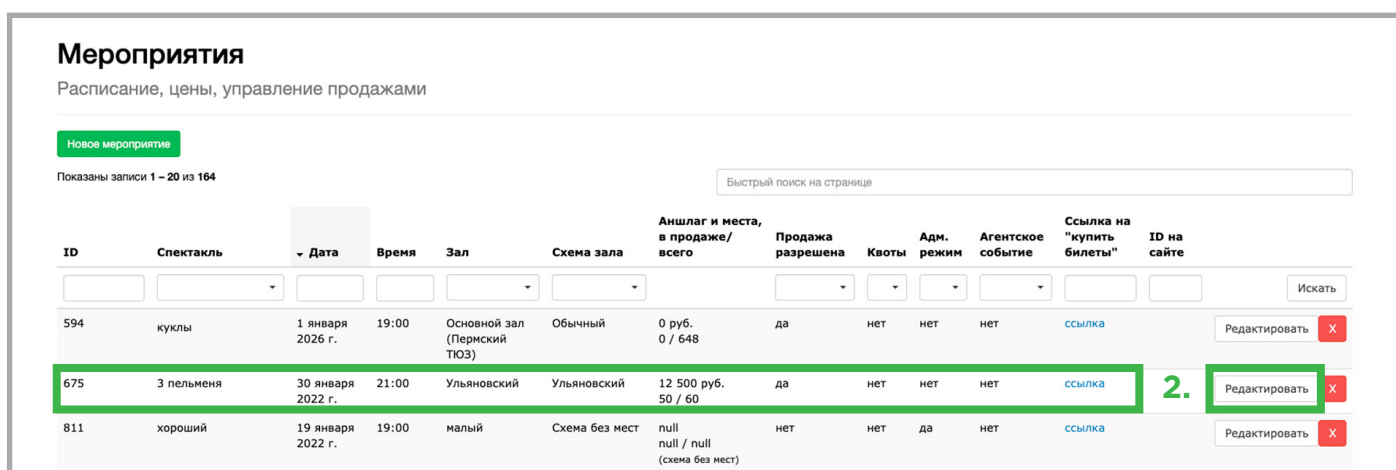 Мероприятия
Расписание, цены, управление продажами
Новое мероприятие
Показаны записи 1 – 20 из 164
Быстрый поиск на странице
ID Спектакль Дата Время Зал Схема зала Аншлаг и места, в продаже/ всего Продажа разрешена Квоты Адм. режим Агентское событие Ссылка на "купить билеты" ID на сайте
Искать
594 куклы 1 января 2026 г. 19:00 Основной зал (Пермский ТЮЗ) Обычный 0 руб. 0 / 648 да нет нет нет ссылка Редактировать X
675 3 пельменя 30 января 2022 г. 21:00 Ульяновский Ульяновский 12 500 руб. 50 / 60 да нет нет нет ссылка 2. Редактировать X
811 хороший 19 января 2022 г. 19:00 малый Схема без мест null null / null (схема без мест) нет нет да нет ссылка Редактировать X